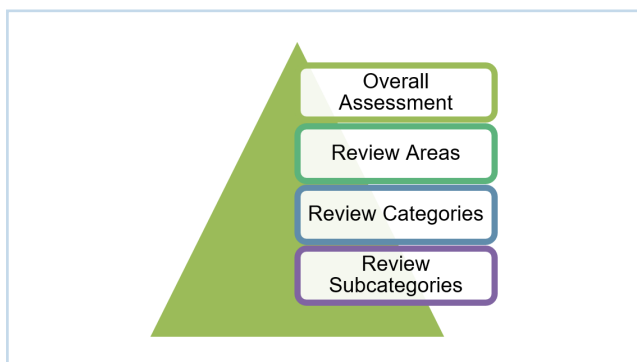 Overall
Assessment
Review Areas
Review Categories
Review
Subcategories